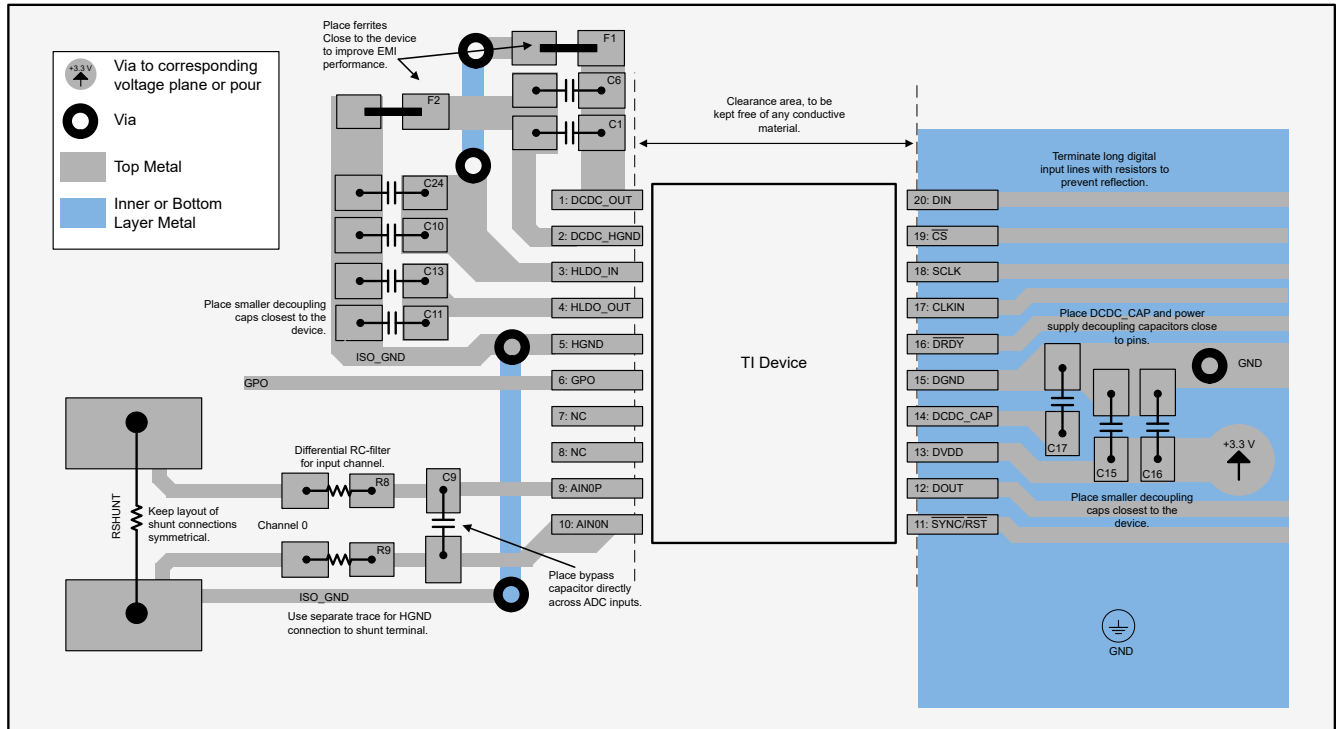 +3.3 V
Via to corresponding
voltage plane or pour
Via
Top Metal
Inner or Bottom
Layer Metal
Place ferrites
Close to the device
to improve EMI
performance.
F1
C6
F2
C1
C24
C10
C13
C11
Place smaller decoupling
caps closest to the
device.
ISO_GND
GPO
Clearance area, to be
kept free of any conductive
material.
1: DCDC_OUT
2: DCDC_HGND
3: HLDO_IN
4: HLDO_OUT
5: HGND
6: GPO
7: NC
8: NC
9: AIN0P
10: AIN0N
TI Device
20: DIN
19: CS
18: SCLK
17: CLKIN
16: DRDY
15: DGND
14: DCDC_CAP
13: DVDD
12: DOUT
11: SYNC/RST
Terminate long digital
input lines with resistors to
prevent reflection.
Place DCDC_CAP and power
supply decoupling capacitors close
to pins.
GND
C17
C15
C16
+3.3 V
Place smaller decoupling
caps closest to the
device.
GND
Differential RC-filter
for input channel.
R8
C9
RSHUNT
Keep layout of
shunt connections
symmetrical.
Channel 0
R9
Place bypass
capacitor directly
across ADC inputs.
ISO_GND
Use separate trace for HGND
connection to shunt terminal.